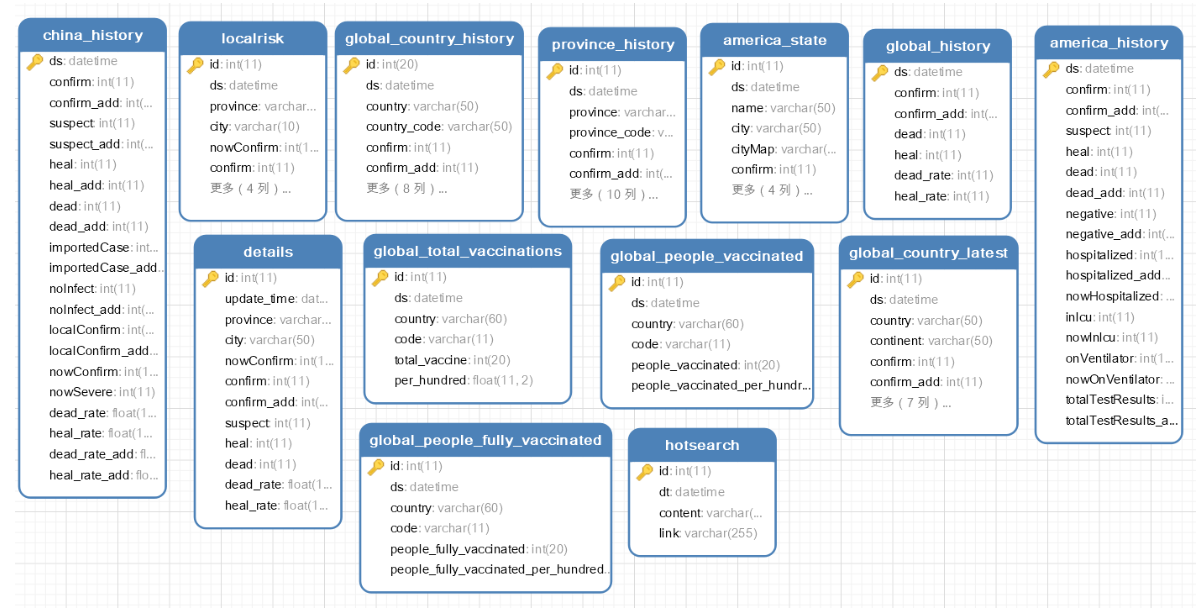 china_history
ds: datetime
confirm: int(11)
confirm_add: int(...
suspect: int(11)
suspect_add: int(...
heal: int(11)
heal_add: int(11)
dead: int(11)
dead_add: int(11)
importedCase: int...
importedCase_add...
noInfect: int(11)
noInfect_add: int(...
localConfirm: int(...
localConfirm_add...
nowConfirm: int(1...
nowSevere: int(11)
dead_rate: float(1...
heal_rate: float(1...
dead_rate_add: fl...
heal_rate_add: flo...
localrisk
id: int(11)
ds: datetime
province: varchar...
city: varchar(10)
nowConfirm: int(1...
confirm: int(11)
更多 ( 4 列 ) ...
global_country_history
id: int(20)
ds: datetime
country: varchar(50)
country_code: varchar(50)
confirm: int(11)
confirm_add: int(11)
更多 ( 8 列 ) ...
province_history
id: int(11)
ds: datetime
province: varchar...
province_code: v...
confirm: int(11)
confirm_add: int(...
更多 ( 10 列 ) ...
america_state
id: int(11)
ds: datetime
name: varchar(50)
city: varchar(50)
cityMap: varchar(...
confirm: int(11)
更多 ( 4 列 ) ...
global_history
ds: datetime
confirm: int(11)
confirm_add: int(...
dead: int(11)
heal: int(11)
dead_rate: int(11)
heal_rate: int(11)
america_history
ds: datetime
confirm: int(11)
confirm_add: int(...
suspect: int(11)
heal: int(11)
dead: int(11)
dead_add: int(11)
negative: int(11)
negative_add: int(...
hospitalized: int(1...
hospitalized_add...
nowHospitalized: ...
inIcu: int(11)
nowInIcu: int(11)
onVentilator: int(1...
nowOnVentilator: ...
totalTestResults: i...
totalTestResults_a...
details
id: int(11)
update_time: dat...
province: varchar...
city: varchar(50)
nowConfirm: int(1...
confirm: int(11)
confirm_add: int(...
suspect: int(11)
heal: int(11)
dead: int(11)
dead_rate: float(1...
heal_rate: float(1...
global_total_vaccinations
id: int(11)
ds: datetime
country: varchar(60)
code: varchar(11)
total_vaccine: int(20)
per_hundred: float(11, 2)
global_people_vaccinated
id: int(11)
ds: datetime
country: varchar(60)
code: varchar(11)
people_vaccinated: int(20)
people_vaccinated_per_hundr...
global_country_latest
id: int(11)
ds: datetime
country: varchar(50)
continent: varchar(50)
confirm: int(11)
confirm_add: int(11)
更多 ( 7 列 ) ...
global_people_fully_vaccinated
id: int(11)
ds: datetime
country: varchar(60)
code: varchar(11)
people_fully_vaccinated: int(20)
people_fully_vaccinated_per_hundred...
hotsearch
id: int(11)
dt: datetime
content: varchar(...
link: varchar(255)